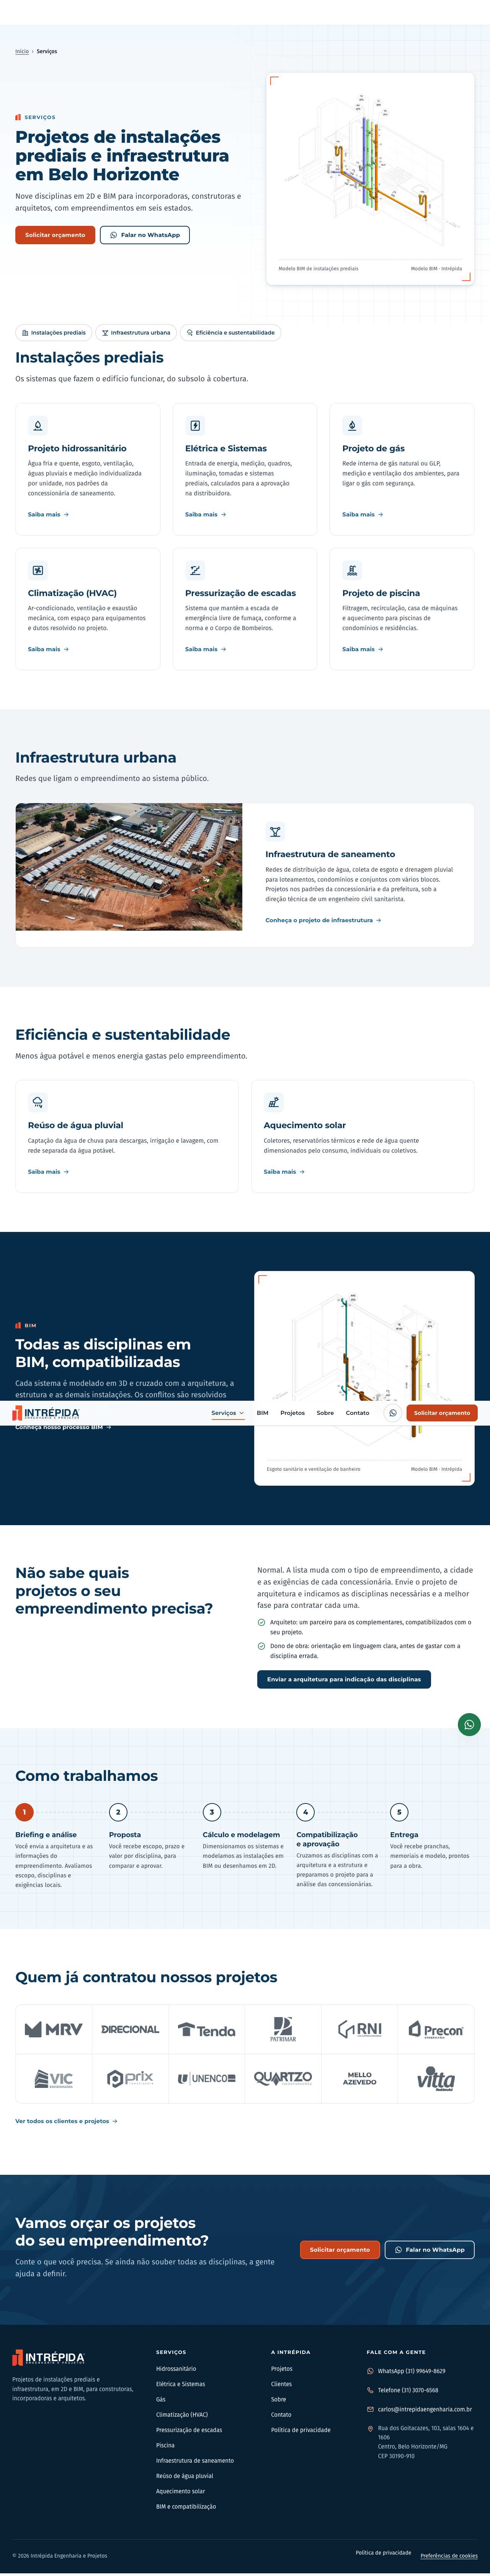 Início › Serviços
SERVIÇOS
Projetos de instalações
prediais e infraestrutura
em Belo Horizonte
Nove disciplinas em 2D e BIM para incorporadoras, construtoras e
arquitetos, com empreendimentos em seis estados.
Solicitar orçamento
Falar no WhatsApp
Modelo BIM de instalações prediais
Modelo BIM · Intrépida
Instalações prediais
Infraestrutura urbana
Eficiência e sustentabilidade
Instalações prediais
Os sistemas que fazem o edifício funcionar, do subsolo à cobertura.
Projeto hidrossanitário
Água fria e quente, esgoto, ventilação,
águas pluviais e medição individualizada
por unidade, nos padrões da
concessionária de saneamento.
Saiba mais →
Elétrica e Sistemas
Entrada de energia, medição, quadros,
iluminação, tomadas e sistemas
prediais, calculados para a aprovação
na distribuidora.
Saiba mais →
Projeto de gás
Rede interna de gás natural ou GLP,
medição e ventilação dos ambientes, para
ligar o gás com segurança.
Saiba mais →
Climatização (HVAC)
Ar-condicionado, ventilação e exaustão
mecânica, com espaço para equipamentos
e dutos resolvido no projeto.
Saiba mais →
Pressurização de escadas
Sistema que mantém a escada de
emergência livre de fumaça, conforme a
norma e o Corpo de Bombeiros.
Saiba mais →
Projeto de piscina
Filtragem, recirculação, casa de máquinas
e aquecimento para piscinas de
condomínios e residências.
Saiba mais →
Infraestrutura urbana
Redes que ligam o empreendimento ao sistema público.
Infraestrutura de saneamento
Redes de distribuição de água, coleta de esgoto e drenagem pluvial
para loteamentos, condomínios e conjuntos com vários blocos.
Projetos nos padrões da concessionária e da prefeitura, sob a
direção técnica de um engenheiro civil sanitarista.
Conheça o projeto de infraestrutura →
Eficiência e sustentabilidade
Menos água potável e menos energia gastas pelo empreendimento.
Reúso de água pluvial
Captação da água de chuva para descargas, irrigação e lavagem, com
rede separada da água potável.
Saiba mais →
Aquecimento solar
Coletores, reservatórios térmicos e rede de água quente
dimensionados pelo consumo, individuais ou coletivos.
Saiba mais →
BIM
Todas as disciplinas em
BIM, compatibilizadas
Cada sistema é modelado em 3D e cruzado com a arquitetura, a
estrutura e as demais instalações. Os conflitos são resolvidos
INTRÉPIDA
Serviços
BIM
Projetos
Sobre
Contato
Solicitar orçamento
Conheça nosso processo BIM →
Esgoto sanitário e ventilação de banheiro
Modelo BIM · Intrépida
Não sabe quais
projetos o seu
empreendimento precisa?
Normal. A lista muda com o tipo de empreendimento, a cidade
e as exigências de cada concessionária. Envie o projeto de
arquitetura e indicamos as disciplinas necessárias e a melhor
fase para contratar cada uma.
Arquiteto: um parceiro para os complementares, compatibilizados com o
seu projeto.
Dono de obra: orientação em linguagem clara, antes de gastar com a
disciplina errada.
Enviar a arquitetura para indicação das disciplinas
Como trabalhamos
1
Briefing e análise
Você envia a arquitetura e as
informações do
empreendimento. Avaliamos
escopo, disciplinas e
exigências locais.
2
Proposta
Você recebe escopo, prazo e
valor por disciplina, para
comparar e aprovar.
3
Cálculo e modelagem
Dimensionamos os sistemas e
modelamos as instalações em
BIM ou desenhamos em 2D.
4
Compatibilização
e aprovação
Cruzamos as disciplinas com a
arquitetura e a estrutura e
preparamos o projeto para a
análise das concessionárias.
5
Entrega
Você recebe pranchas,
memoriais e modelo, prontos
para a obra.
Quem já contratou nossos projetos
MRV
DIRECIONAL
Tenda
PATRIMAR
RNI
Precon
VIC
prix
UNENCO
QUARTZO
MELLO
AZEVEDO
vitta
Ver todos os clientes e projetos →
Vamos orçar os projetos
do seu empreendimento?
Conte o que você precisa. Se ainda não souber todas as disciplinas, a gente
ajuda a definir.
Solicitar orçamento
Falar no WhatsApp
INTRÉPIDA
Projetos de instalações prediais e
infraestrutura, em 2D e BIM, para construtoras,
incorporadoras e arquitetos.
SERVIÇOS
Hidrossanitário
Elétrica e Sistemas
Gás
Climatização (HVAC)
Pressurização de escadas
Piscina
Infraestrutura de saneamento
Reúso de água pluvial
Aquecimento solar
BIM e compatibilização
A INTRÉPIDA
Projetos
Clientes
Sobre
Contato
Política de privacidade
FALE COM A GENTE
WhatsApp (31) 99649-8629
Telefone (31) 3070-6568
carlos@intrepidaengenharia.com.br
Rua dos Goitacazes, 103, salas 1604 e
1606
Centro, Belo Horizonte/MG
CEP 30190-910
© 2026 Intrépida Engenharia e Projetos
Política de privacidade
Preferências de cookies